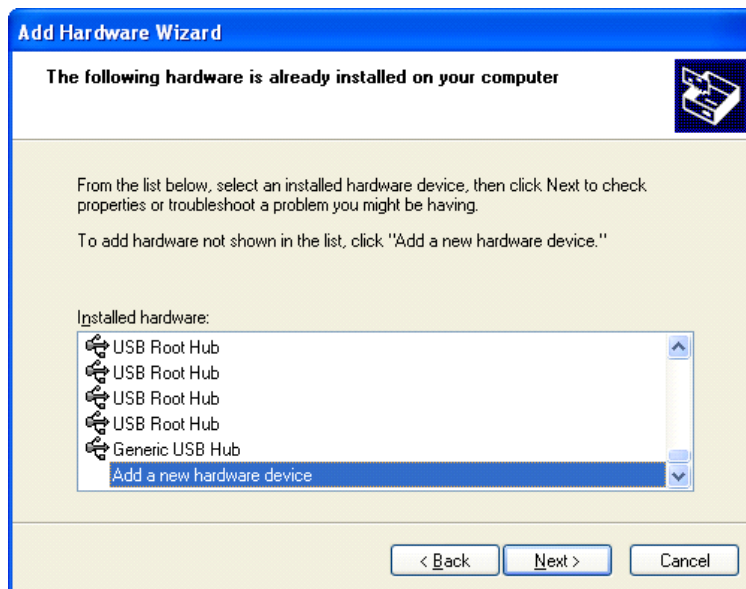 Add Hardware Wizard
The following hardware is already installed on your computer
From the list below, select an installed hardware device, then click Next to check
properties or troubleshoot a problem you might be having.
To add hardware not shown in the list, click "Add a new hardware device."
Installed hardware:
USB Root Hub
USB Root Hub
USB Root Hub
USB Root Hub
Generic USB Hub
Add a new hardware device
< Back Next > Cancel